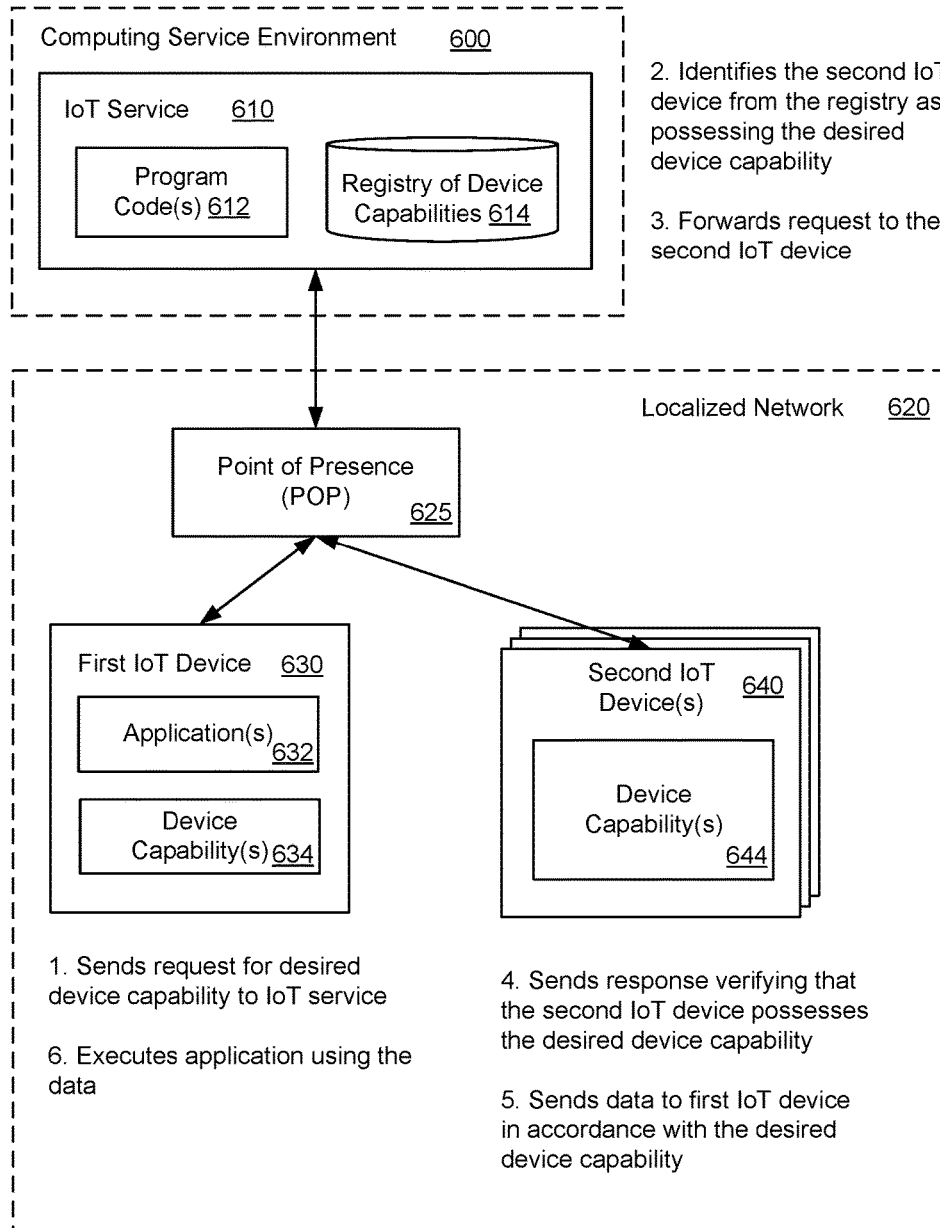 Computing Service Environment 600
IoT Service 610
Program
Code(s) 612
Registry of Device
Capabilities 614
2. Identifies the second IoT
device from the registry as
possessing the desired
device capability
3. Forwards request to the
second IoT device
Localized Network 620
Point of Presence
(POP)
625
First IoT Device 630
Application(s)
632
Device
Capability(s) 634
Second IoT
Device(s)
640
Device
Capability(s)
644
1. Sends request for desired
device capability to IoT service
6. Executes application using the
data
4. Sends response verifying that
the second IoT device possesses
the desired device capability
5. Sends data to first IoT device
in accordance with the desired
device capability